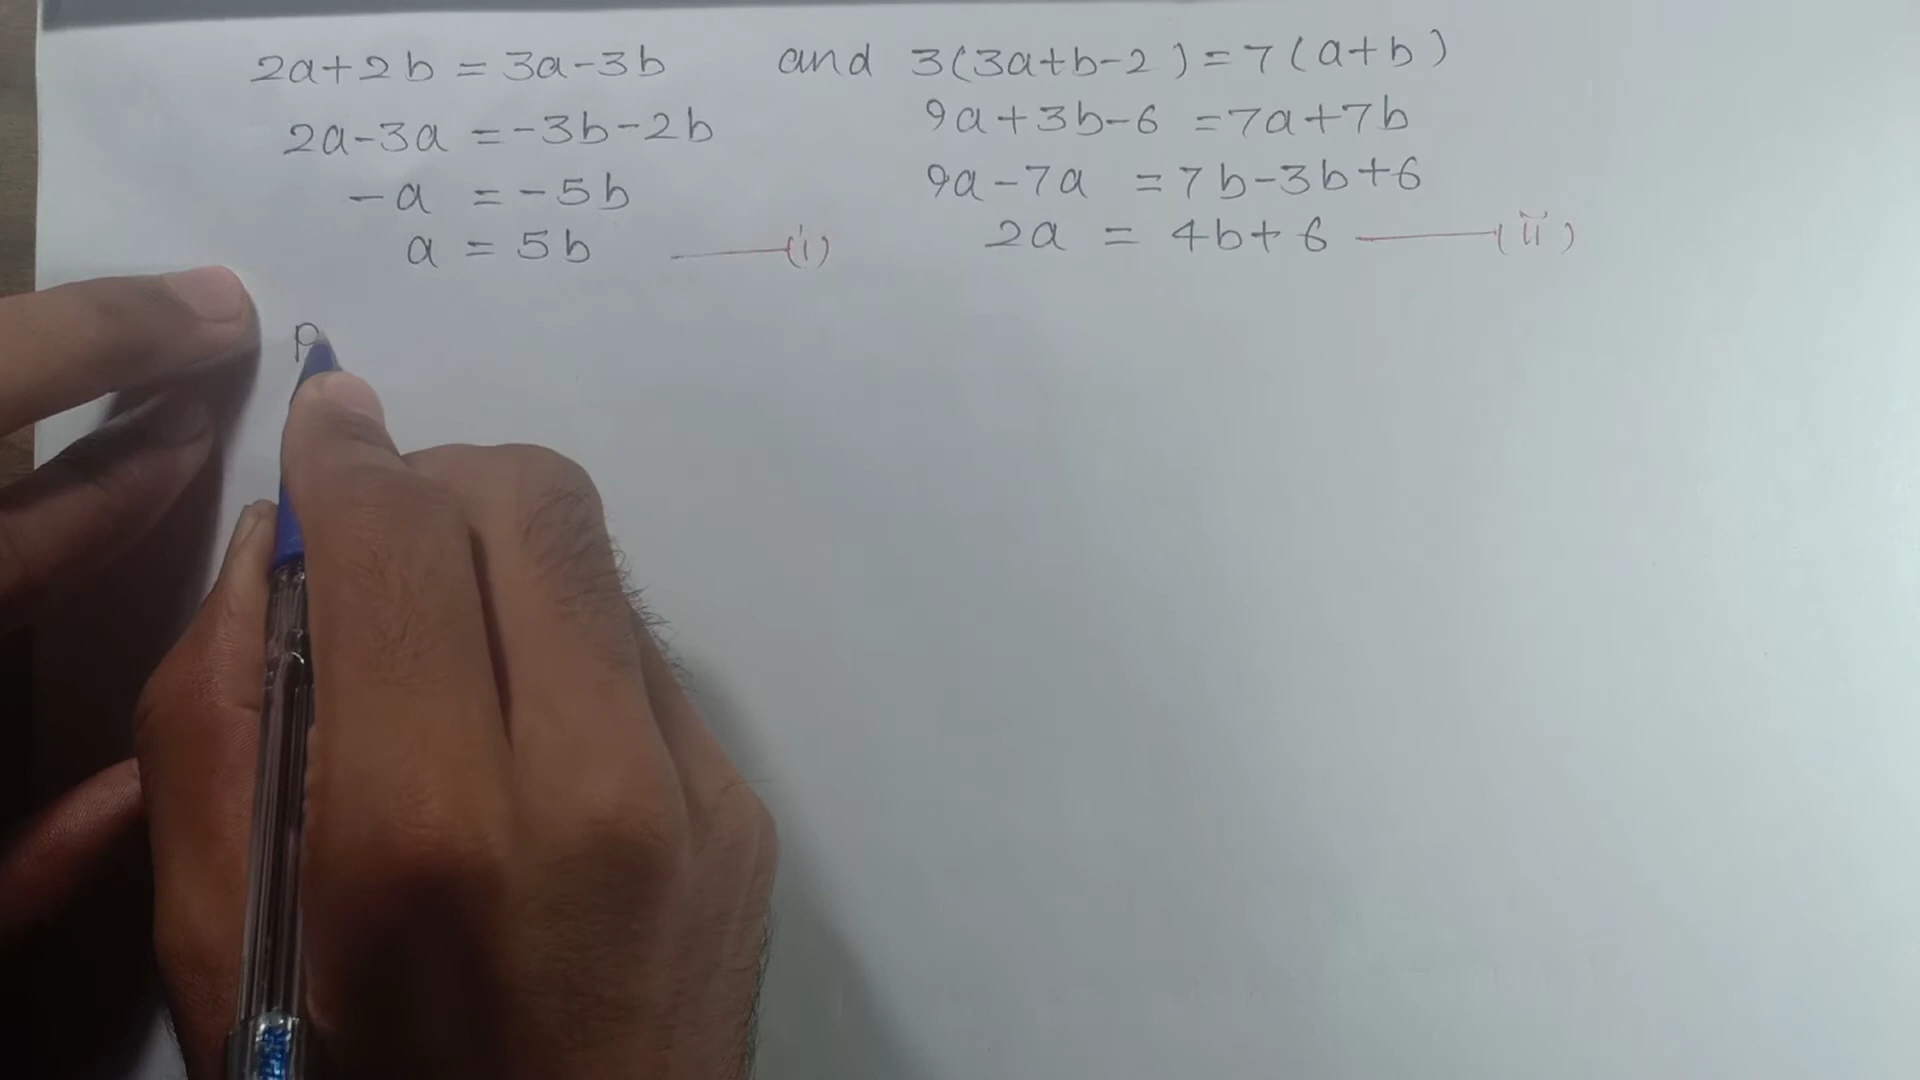 2a+2b = 3a-3b and 3(3a+b-2) = 7(a+b)
2a-3a = -3b-2b 9a+3b-6 = 7a+7b
-a = -5b 9a-7a = 7b-3b+6
a = 5b —(i) 2a = 4b+6 —(ii)
P